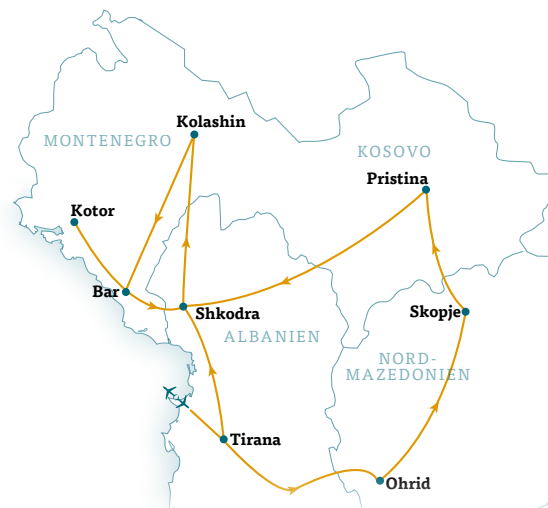 Kolashin
MONTENEGRO
KOSOVO
Pristina
Kotor
Bar
Shkodra
Skopje
ALBANIEN
NORD-
MAZEDONIEN
Tirana
Ohrid